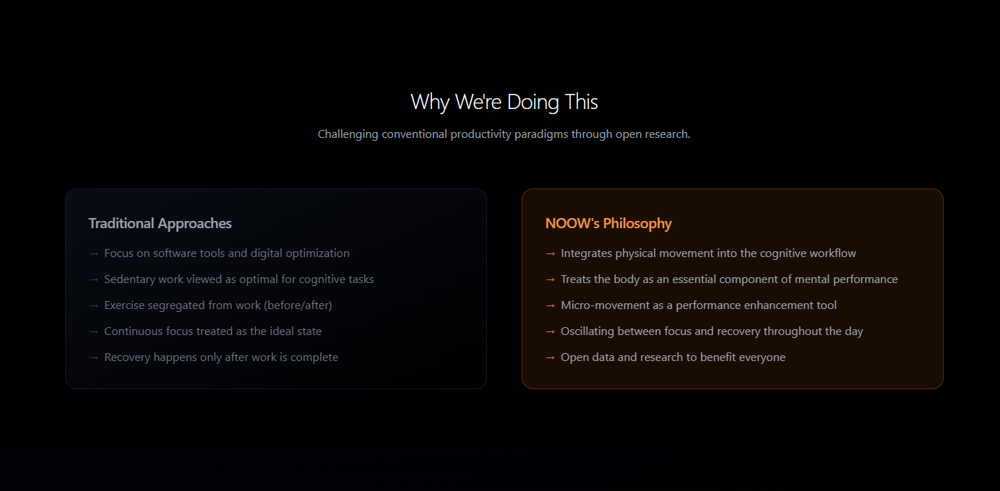 Why We're Doing This
Challenging conventional productivity paradigms through open research.
Traditional Approaches
→ Focus on software tools and digital optimization
→ Sedentary work viewed as optimal for cognitive tasks
→ Exercise segregated from work (before/after)
→ Continuous focus treated as the ideal state
→ Recovery happens only after work is complete
NOOW's Philosophy
→ Integrates physical movement into the cognitive workflow
→ Treats the body as an essential component of mental performance
→ Micro-movement as a performance enhancement tool
→ Oscillating between focus and recovery throughout the day
→ Open data and research to benefit everyone